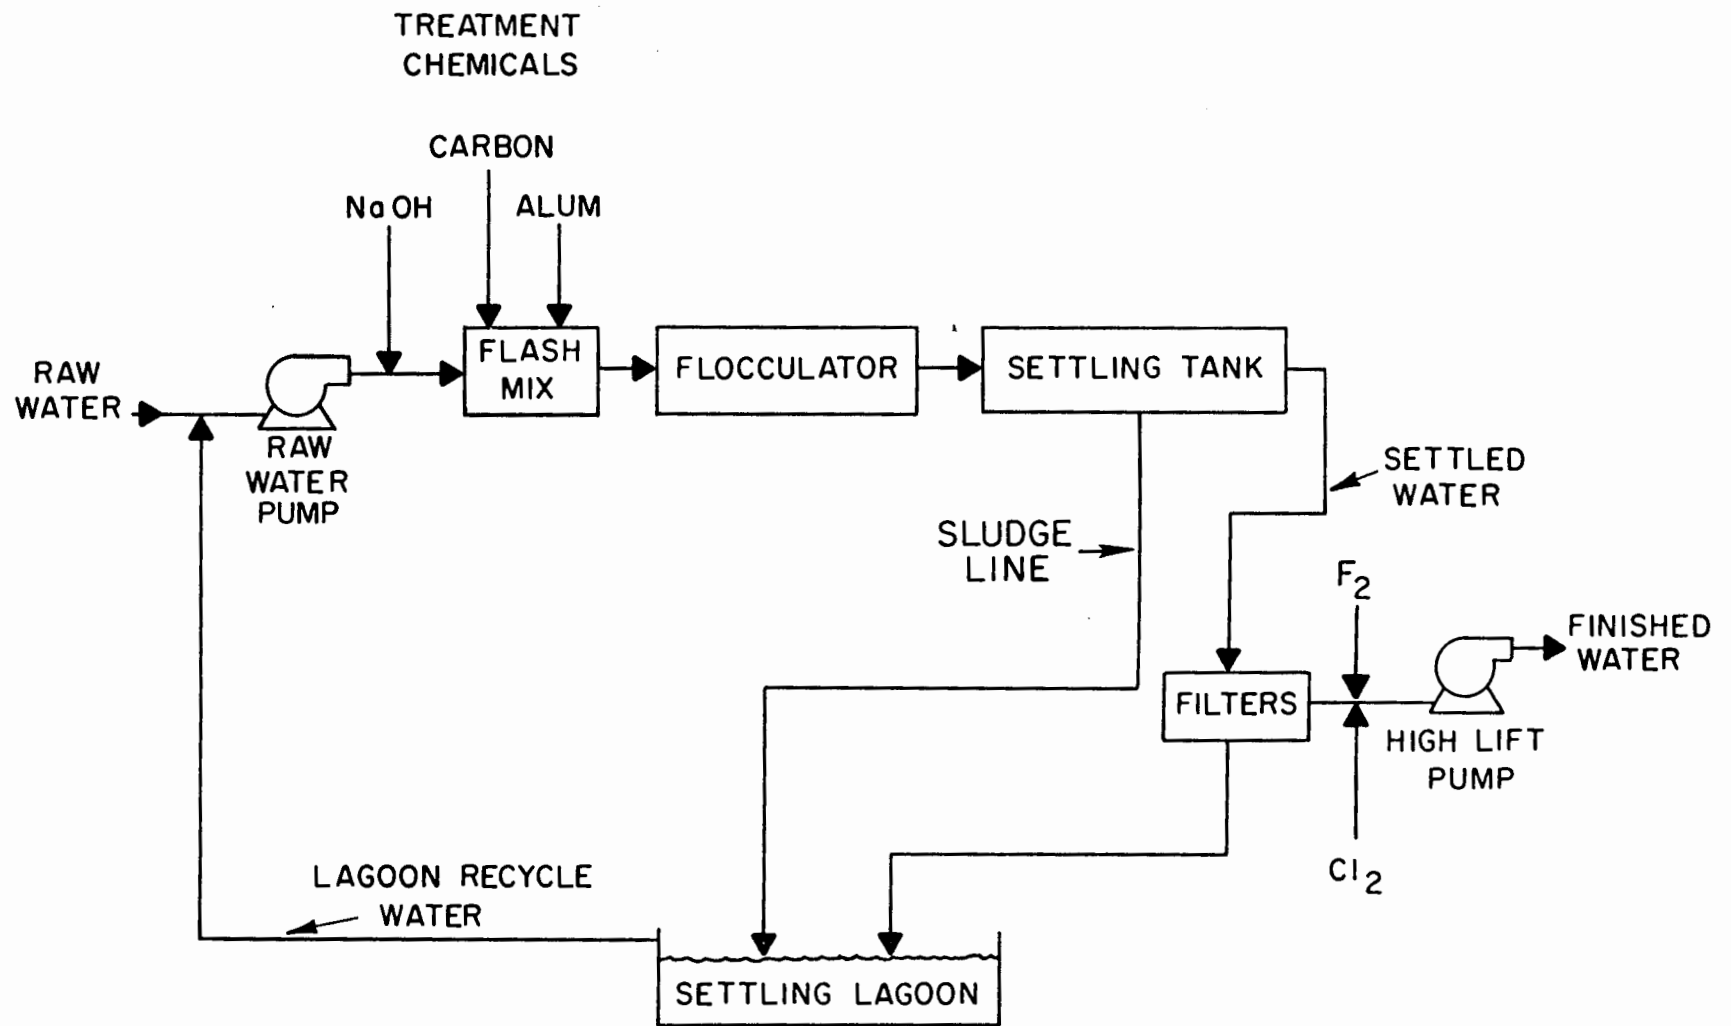 TREATMENT
CHEMICALS
CARBON
NaOH
ALUM
RAW
WATER
RAW
WATER
PUMP
FLASH
MIX
FLOCCULATOR
SETTLING TANK
SETTLED
WATER
SLUDGE
LINE
F2
FINISHED
WATER
FILTERS
HIGH LIFT
PUMP
Cl2
LAGOON RECYCLE
WATER
SETTLING LAGOON